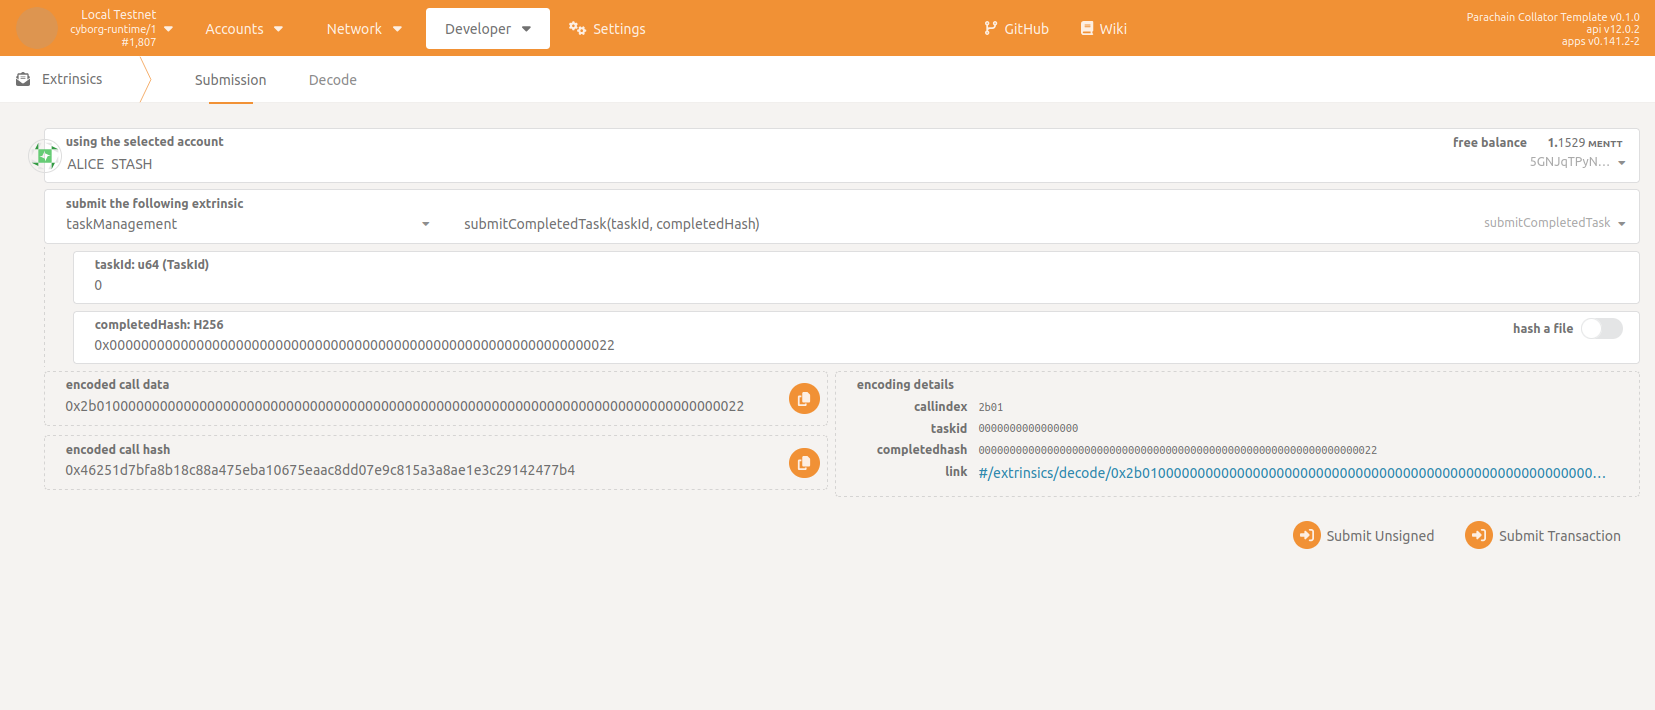 Local Testnet
cyborg-runtime/1
#1,807
Accounts
Network
Developer
Settings
GitHub
Wiki
Parachain Collator Template v0.1.0
api v12.0.2
apps v0.141.2-2
Extrinsics
Submission
Decode
using the selected account
ALICE STASH
free balance 1.1529 MENTT
5GNJqTPyN...
submit the following extrinsic
taskManagement
submitCompletedTask(taskId, completedHash)
submitCompletedTask
taskId: u64 (TaskId)
0
completedHash: H256
0x0000000000000000000000000000000000000000000000000000000000000022
hash a file
encoded call data
0x2b0100000000000000000000000000000000000000000000000000000000000000000000000000000022
encoded call hash
0x46251d7bfa8b18c88a475eba10675eaac8dd07e9c815a3a8ae1e3c29142477b4
encoding details
callindex 2b01
taskid 0000000000000000
completedhash 0000000000000000000000000000000000000000000000000000000000000022
link #/extrinsics/decode/0x2b010000000000000000000000000000000000000000000000000000000…
Submit Unsigned
Submit Transaction